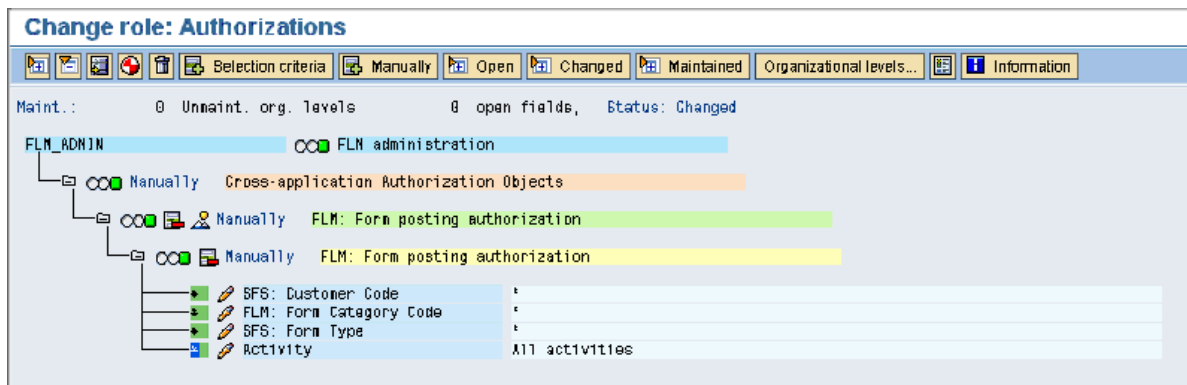 Change role: Authorizations
Selection criteria Manually Open Changed Maintained Organizational levels... Information
Maint.: 0 Unmaint. org. levels 0 open fields, Status: Changed
FLM_ADMIN FLM administration
Manually Cross-application Authorization Objects
Manually FLM: Form posting authorization
Manually FLM: Form posting authorization
SFS: Customer Code *
FLM: Form Category Code *
SFS: Form Type *
Activity All activities